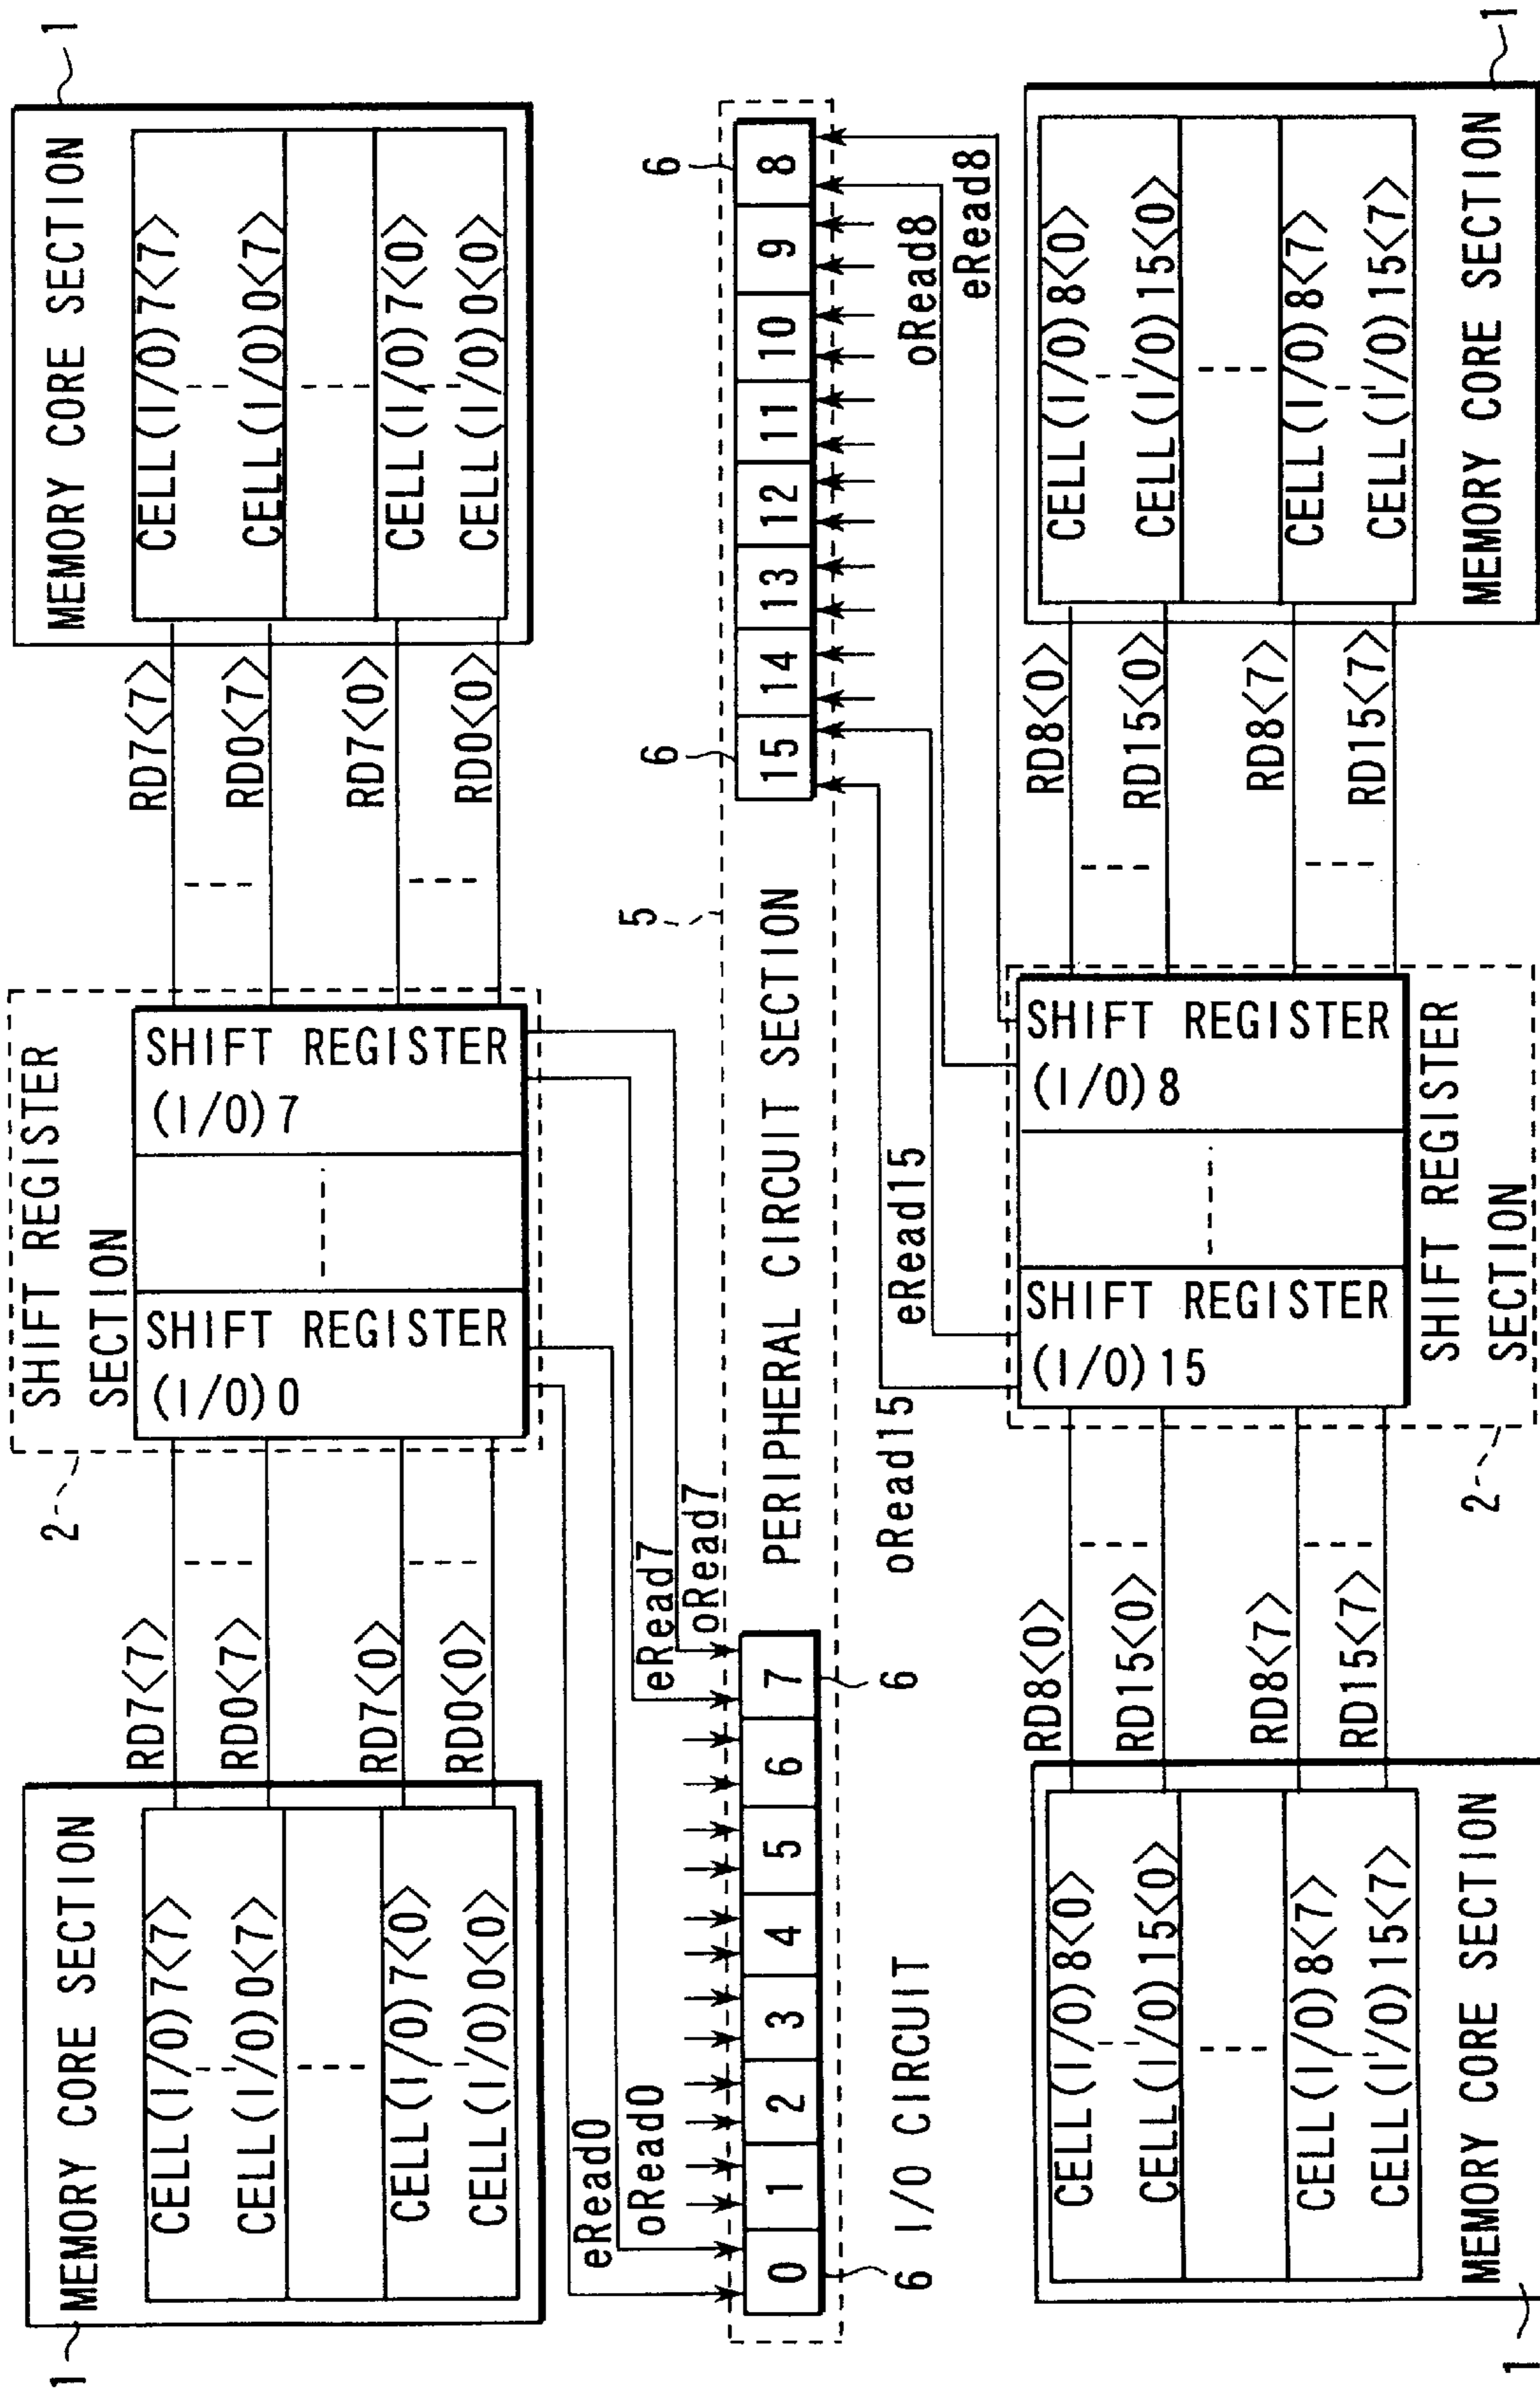 1
MEMORY CORE SECTION
CELL(I/O)7<7>
CELL(I/O)0<7>
CELL(I/O)7<0>
CELL(I/O)0<0>
RD7<7>
RD0<7>
RD7<0>
RD0<0>
2
SHIFT REGISTER
SECTION
SHIFT REGISTER
(I/O)0
SHIFT REGISTER
(I/O)7
RD7<7>
RD0<7>
RD7<0>
RD0<0>
1
MEMORY CORE SECTION
CELL(I/O)7<7>
CELL(I/O)0<7>
CELL(I/O)7<0>
CELL(I/O)0<0>
eRead0
oRead0
eRead7
oRead7
5
6
6
0
1
2
3
4
5
6
7
PERIPHERAL CIRCUIT SECTION
15
14
13
12
11
10
9
8
6 I/O CIRCUIT
6
oRead15
eRead15
oRead8
eRead8
CELL(I/O)8<0>
CELL(I/O)15<0>
CELL(I/O)8<7>
CELL(I/O)15<7>
MEMORY CORE SECTION
1
RD8<0>
RD15<0>
RD8<7>
RD15<7>
SHIFT REGISTER
(I/O)15
SHIFT REGISTER
(I/O)8
SHIFT REGISTER
SECTION
2
RD8<0>
RD15<0>
RD8<7>
RD15<7>
CELL(I/O)8<0>
CELL(I/O)15<0>
CELL(I/O)8<7>
CELL(I/O)15<7>
MEMORY CORE SECTION
1